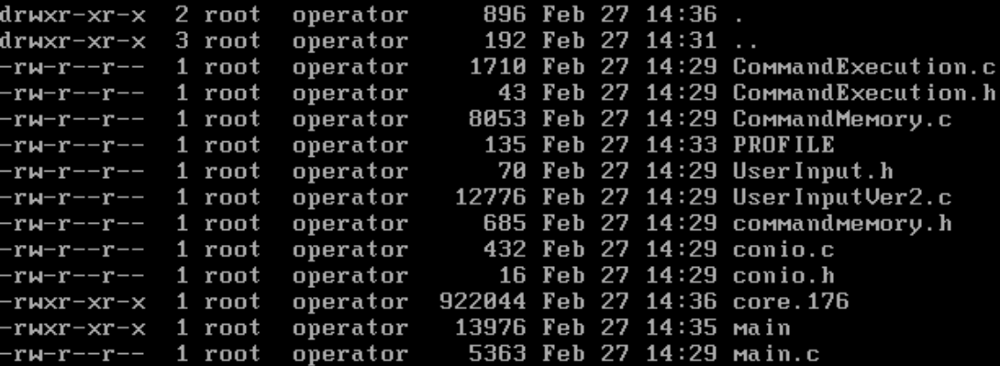 drwxr-xr-x  2 root  operator     896 Feb 27 14:36 .
drwxr-xr-x  3 root  operator     192 Feb 27 14:31 ..
-rw-r--r--  1 root  operator    1710 Feb 27 14:29 CommandExecution.c
-rw-r--r--  1 root  operator      43 Feb 27 14:29 CommandExecution.h
-rw-r--r--  1 root  operator    8053 Feb 27 14:29 CommandMemory.c
-rw-r--r--  1 root  operator     135 Feb 27 14:33 PROFILE
-rw-r--r--  1 root  operator      70 Feb 27 14:29 UserInput.h
-rw-r--r--  1 root  operator   12776 Feb 27 14:29 UserInputVer2.c
-rw-r--r--  1 root  operator     685 Feb 27 14:29 commandmemory.h
-rw-r--r--  1 root  operator     432 Feb 27 14:29 conio.c
-rw-r--r--  1 root  operator      16 Feb 27 14:29 conio.h
-rwxr-xr-x  1 root  operator  922044 Feb 27 14:36 core.176
-rwxr-xr-x  1 root  operator   13976 Feb 27 14:35 main
-rw-r--r--  1 root  operator    5363 Feb 27 14:29 main.c